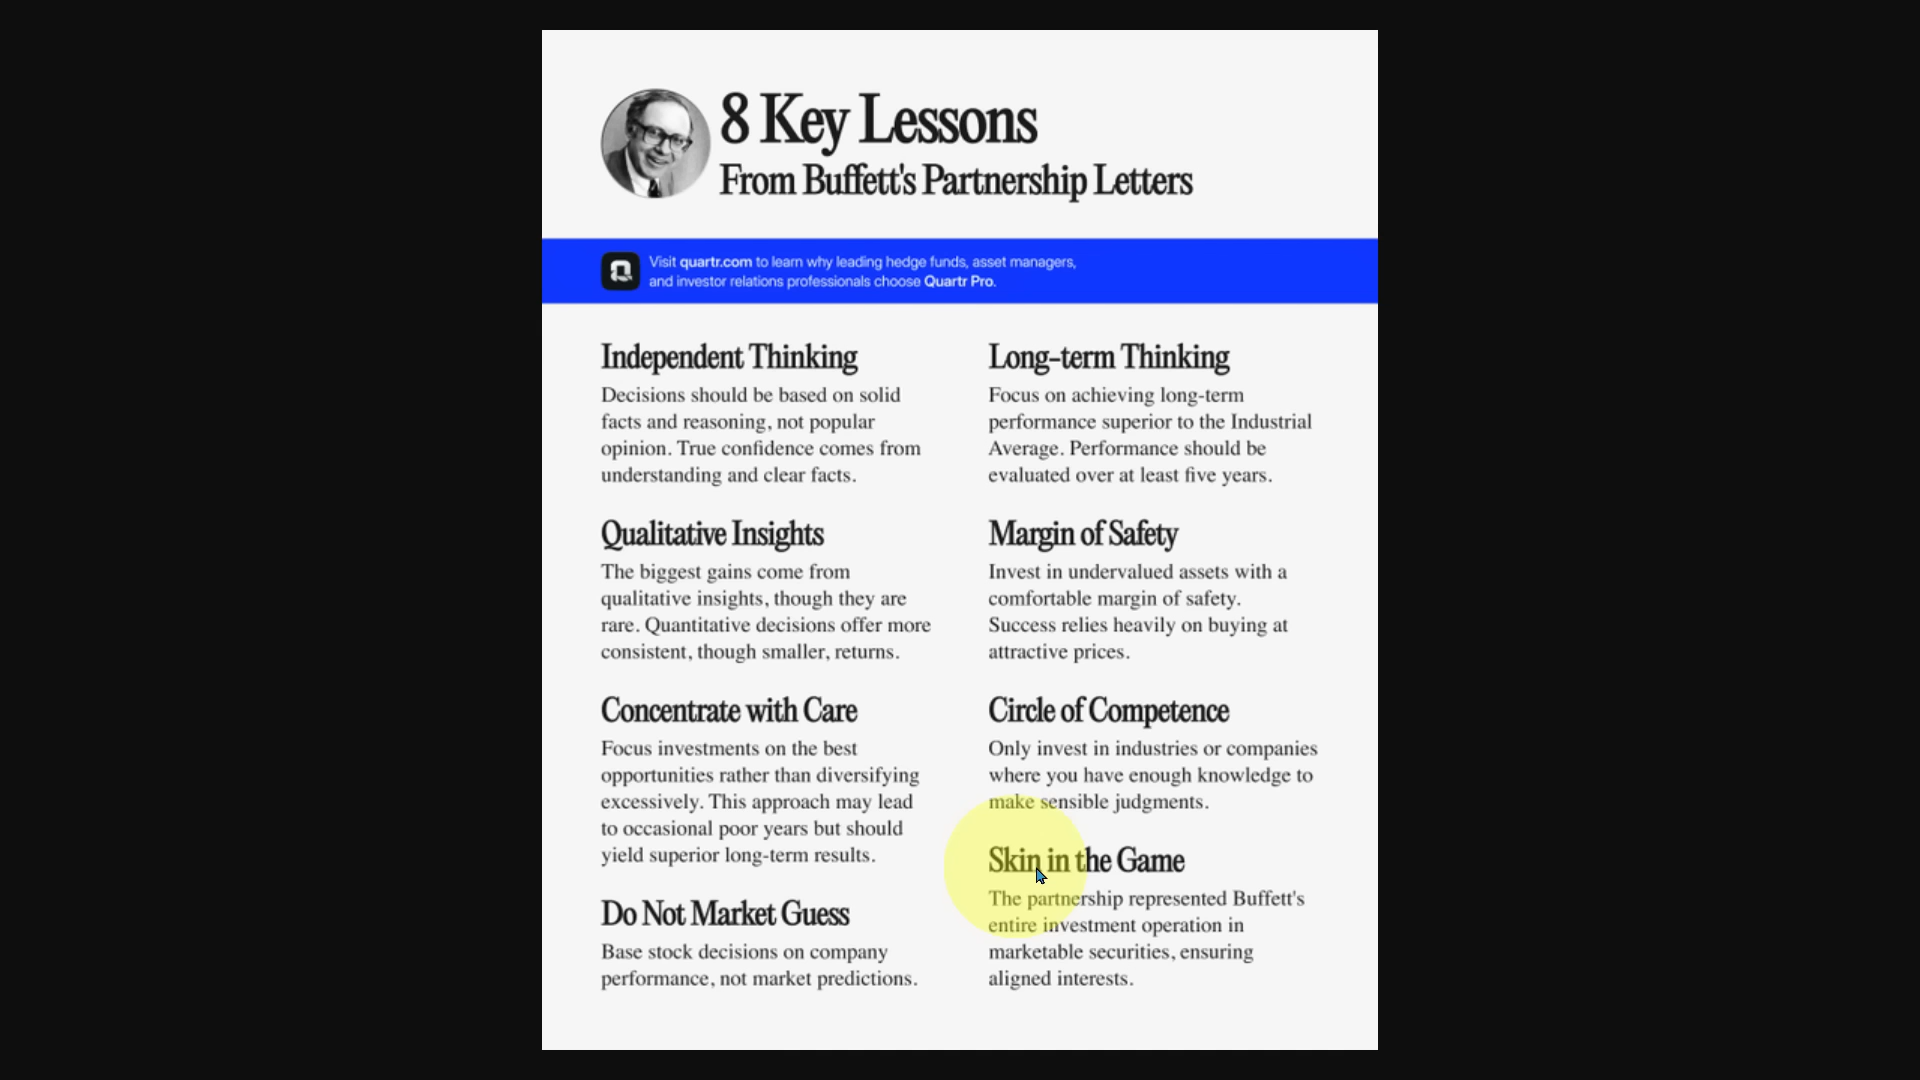 8 Key Lessons
From Buffett's Partnership Letters
Visit quartr.com to learn why leading hedge funds, asset managers,
and investor relations professionals choose Quartr Pro.
Independent Thinking
Decisions should be based on solid
facts and reasoning, not popular
opinion. True confidence comes from
understanding and clear facts.
Qualitative Insights
The biggest gains come from
qualitative insights, though they are
rare. Quantitative decisions offer more
consistent, though smaller, returns.
Concentrate with Care
Focus investments on the best
opportunities rather than diversifying
excessively. This approach may lead
to occasional poor years but should
yield superior long-term results.
Do Not Market Guess
Base stock decisions on company
performance, not market predictions.
Long-term Thinking
Focus on achieving long-term
performance superior to the Industrial
Average. Performance should be
evaluated over at least five years.
Margin of Safety
Invest in undervalued assets with a
comfortable margin of safety.
Success relies heavily on buying at
attractive prices.
Circle of Competence
Only invest in industries or companies
where you have enough knowledge to
make sensible judgments.
Skin in the Game
The partnership represented Buffett's
entire investment operation in
marketable securities, ensuring
aligned interests.